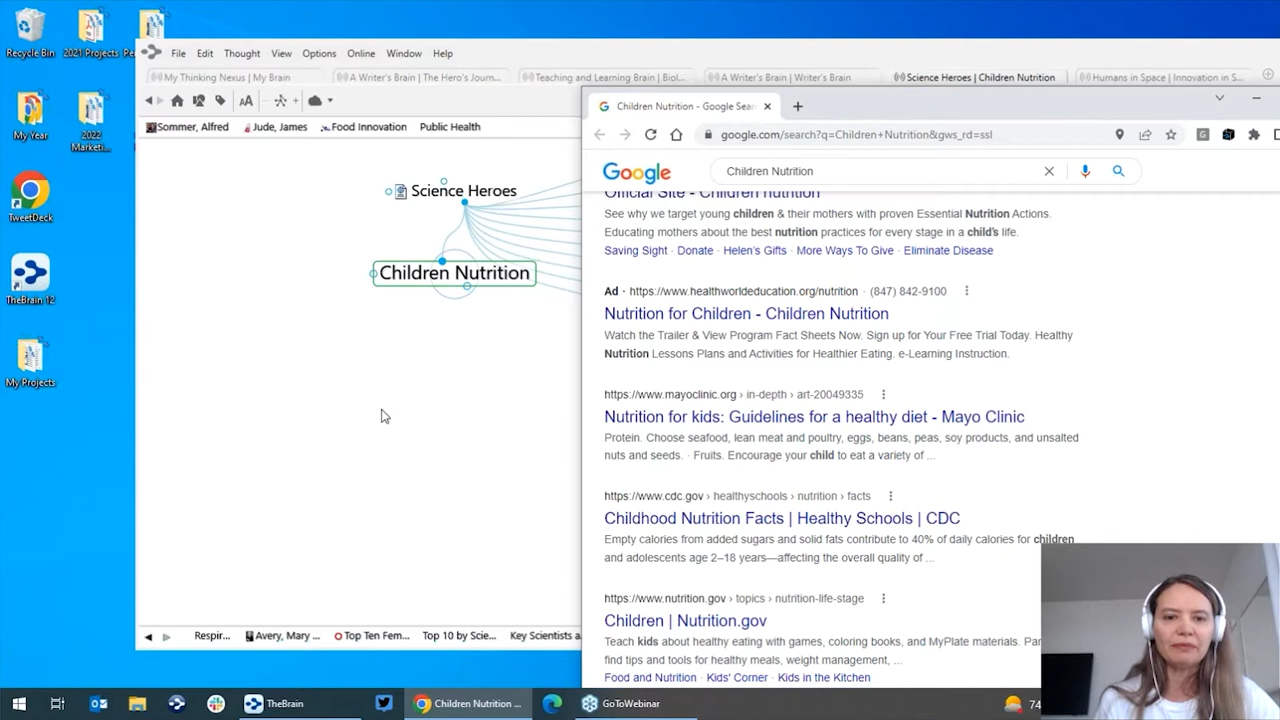 Recycle Bin
2021 Projects
My Year
2022
Marketi...
TweetDeck
TheBrain 12
My Projects
File Edit Thought View Options Online Window Help
My Thinking Nexus | My Brain
A Writer's Brain | The Hero's Journ...
Teaching and Learning Brain | Biol...
A Writer's Brain | Writer's Brain
Science Heroes | Children Nutrition
Humans in Space | Innovation in S...
AA
Sommer, Alfred Jude, James Food Innovation Public Health
Science Heroes
Children Nutrition
Children Nutrition - Google Sear
google.com/search?q=Children+Nutrition&gws_rd=ssl
Google
Children Nutrition
Official Site - Children nutrition
See why we target young children & their mothers with proven Essential Nutrition Actions.
Educating mothers about the best nutrition practices for every stage in a child's life.
Saving Sight · Donate · Helen's Gifts · More Ways To Give · Eliminate Disease
Ad · https://www.healthworldeducation.org/nutrition · (847) 842-9100
Nutrition for Children - Children Nutrition
Watch the Trailer & View Program Fact Sheets Now. Sign up for Your Free Trial Today. Healthy
Nutrition Lessons Plans and Activities for Healthier Eating. e-Learning Instruction.
https://www.mayoclinic.org › in-depth › art-20049335
Nutrition for kids: Guidelines for a healthy diet - Mayo Clinic
Protein. Choose seafood, lean meat and poultry, eggs, beans, peas, soy products, and unsalted
nuts and seeds. · Fruits. Encourage your child to eat a variety of ...
https://www.cdc.gov › healthyschools › nutrition › facts
Childhood Nutrition Facts | Healthy Schools | CDC
Empty calories from added sugars and solid fats contribute to 40% of daily calories for children
and adolescents age 2–18 years—affecting the overall quality of ...
https://www.nutrition.gov › topics › nutrition-life-stage
Children | Nutrition.gov
Teach kids about healthy eating with games, coloring books, and MyPlate materials. Par
find tips and tools for healthy meals, weight management, ...
Food and Nutrition · Kids' Corner · Kids in the Kitchen
Respir... Avery, Mary ... Top Ten Fem... Top 10 by Scie... Key Scientists a.
TheBrain
Children Nutrition ...
GoToWebinar
74